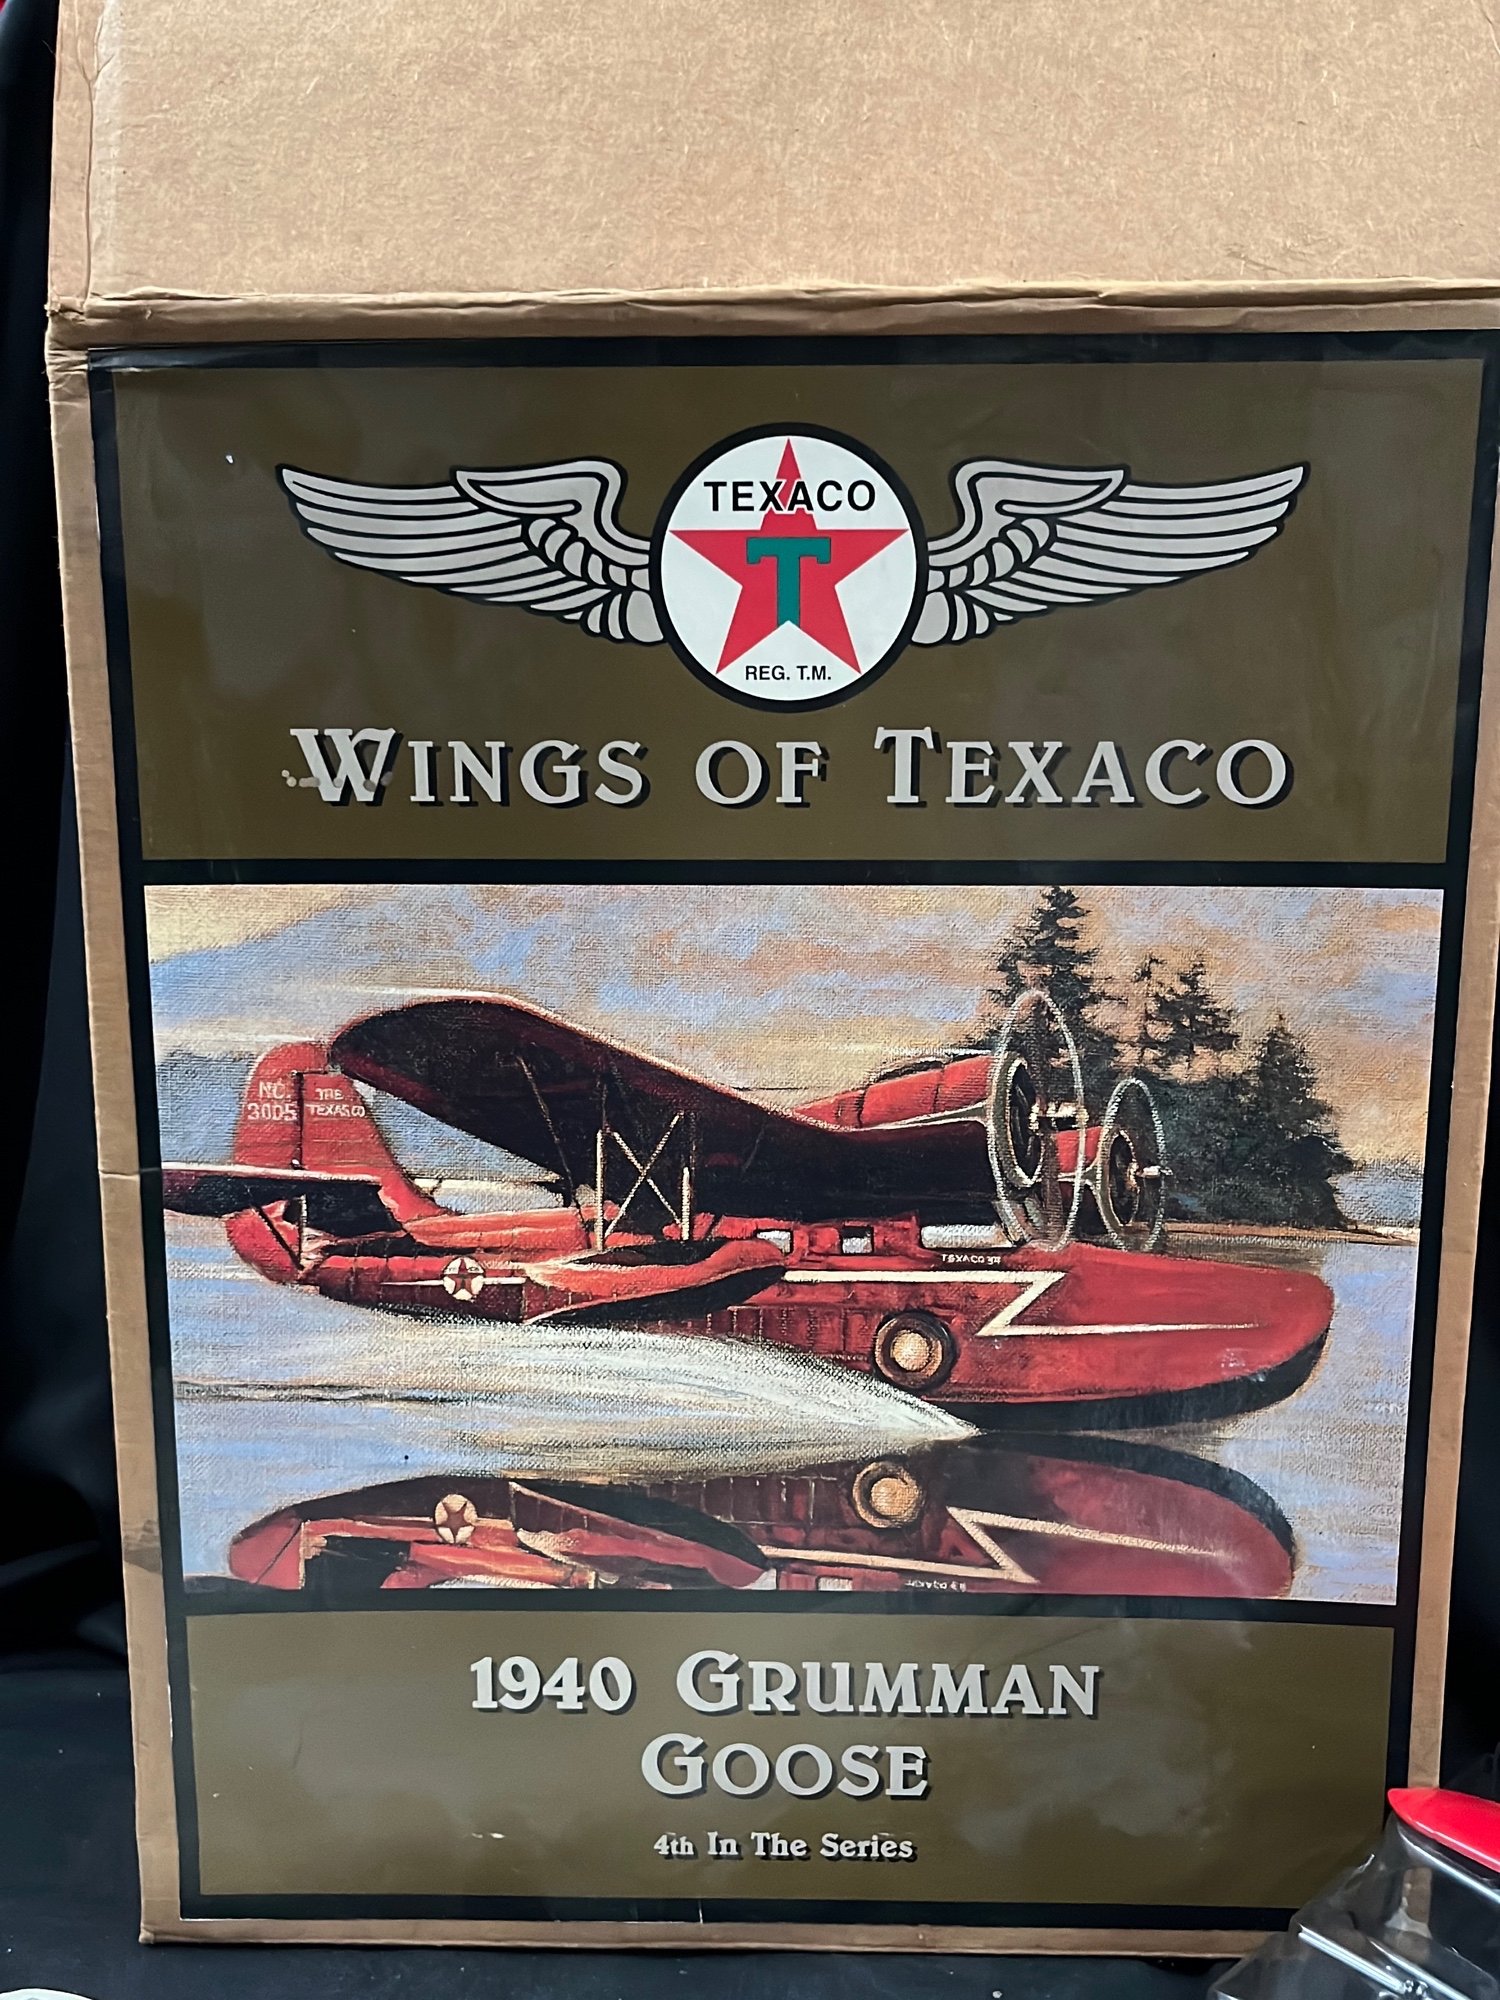 TEXACO
T
REG. T.M.
WINGS OF TEXACO
NC.
3005
THE
TEXAS CO
1940 GRUMMAN
GOOSE
4th In The Series